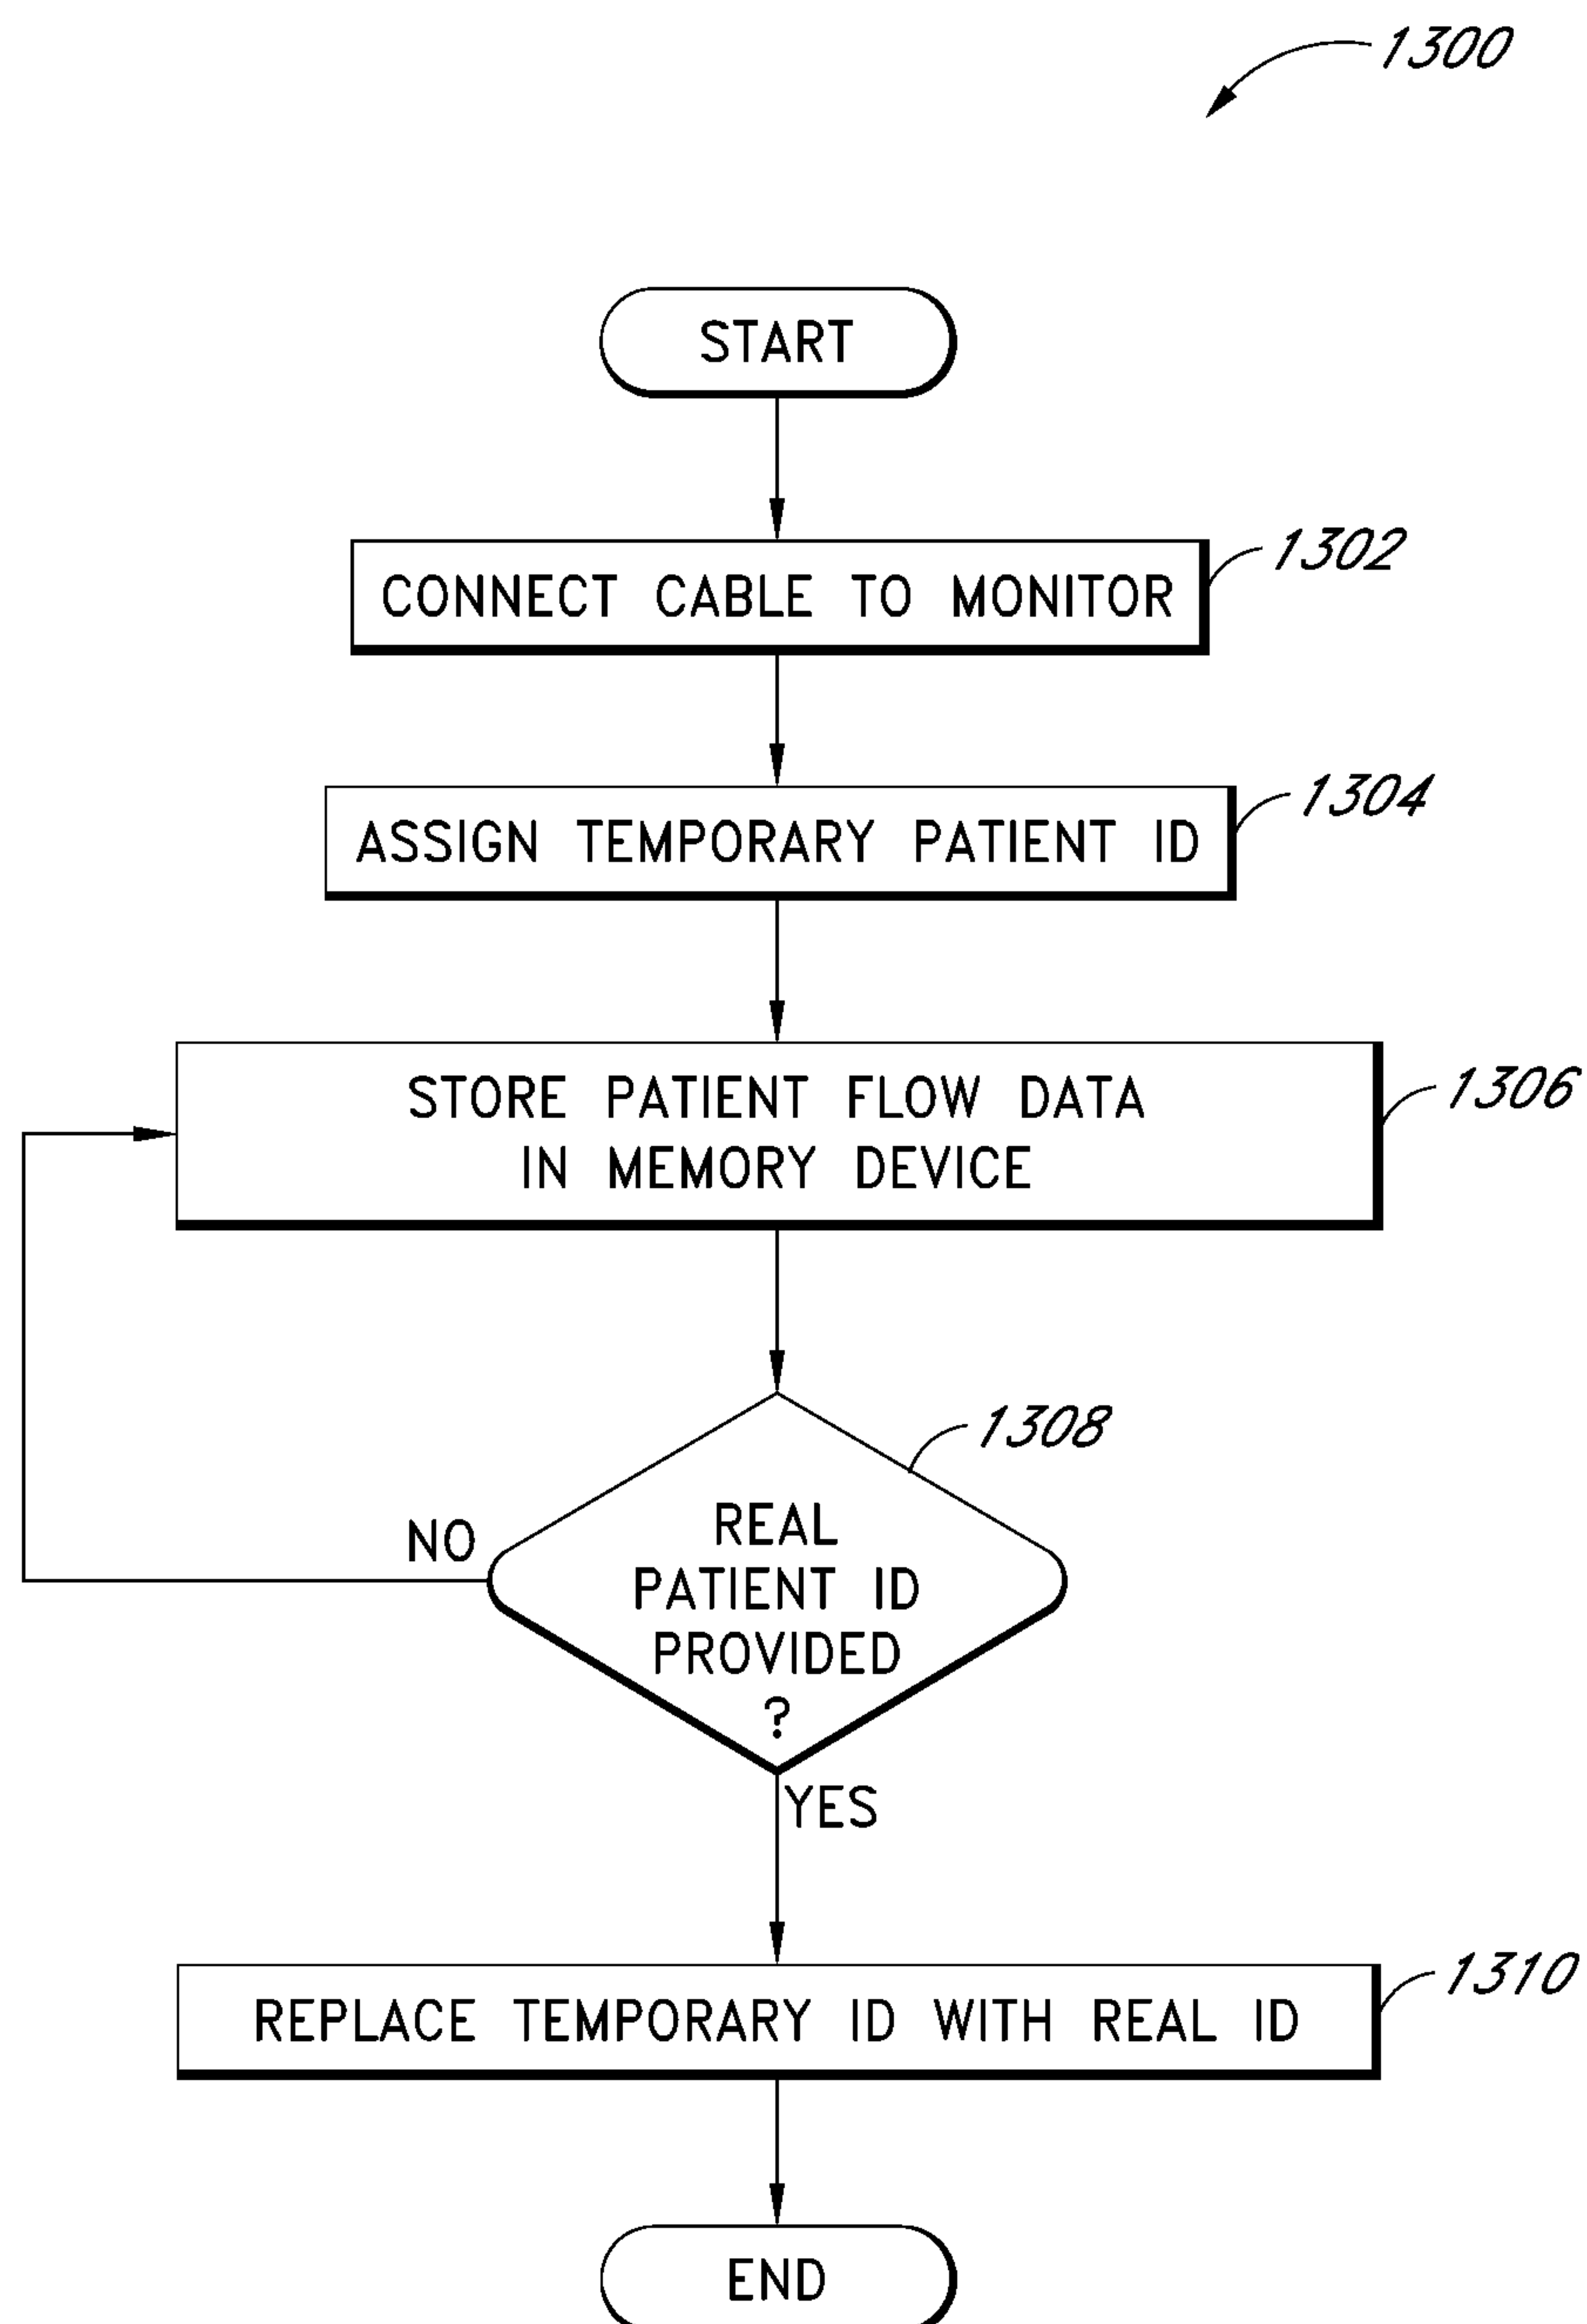 1300
START
CONNECT CABLE TO MONITOR
1302
ASSIGN TEMPORARY PATIENT ID
1304
STORE PATIENT FLOW DATA
IN MEMORY DEVICE
1306
1308
REAL
PATIENT ID
PROVIDED
?
NO
YES
REPLACE TEMPORARY ID WITH REAL ID
1310
END